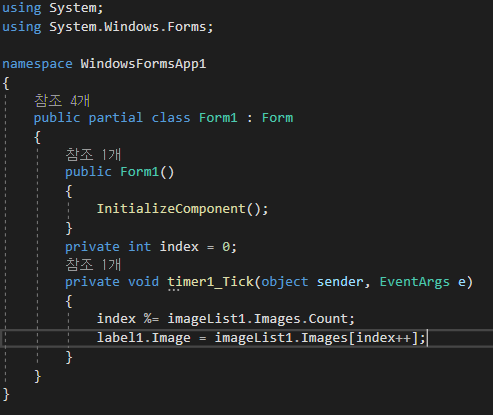 using System;
using System.Windows.Forms;
namespace WindowsFormsApp1
{
참조 4개
public partial class Form1 : Form
{
참조 1개
public Form1()
{
InitializeComponent();
}
private int index = 0;
참조 1개
private void timer1_Tick(object sender, EventArgs e)
{
index %= imageList1.Images.Count;
label1.Image = imageList1.Images[index++];
}
}
}